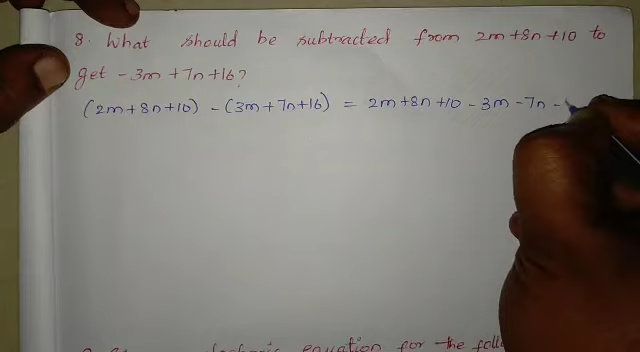 8. What should be subtracted from 2m+8n+10 to
get -3m+7n+16?
(2m+8n+10) -(3m+7n+16) = 2m+8n+10 -3m-7n-
equation for the